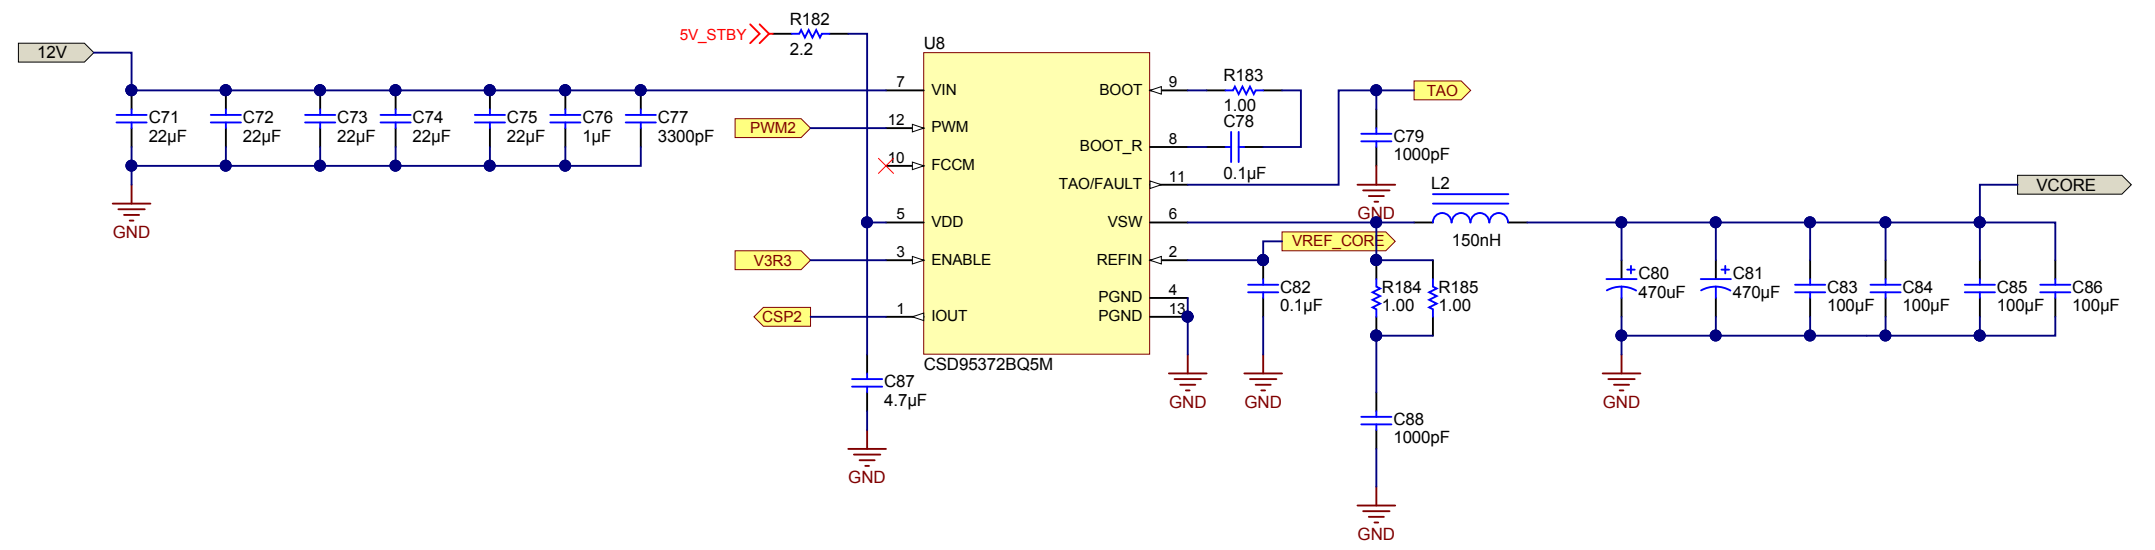 12V
5V_STBY
R182
2.2
C71
22µF
C72
22µF
C73
22µF
C74
22µF
C75
22µF
C76
1µF
C77
3300pF
GND
PWM2
V3R3
CSP2
U8
7
VIN
12
PWM
10
FCCM
5
VDD
3
ENABLE
1
IOUT
BOOT
9
BOOT_R
8
TAO/FAULT
11
VSW
6
REFIN
2
PGND
4
PGND
13
CSD95372BQ5M
C87
4.7µF
GND
R183
1.00
C78
0.1µF
TAO
C79
1000pF
GND
VREF_CORE
C82
0.1µF
GND
GND
L2
150nH
R184
1.00
R185
1.00
C88
1000pF
GND
VCORE
+
C80
470uF
+
C81
470µF
C83
100µF
C84
100µF
C85
100µF
C86
100µF
GND